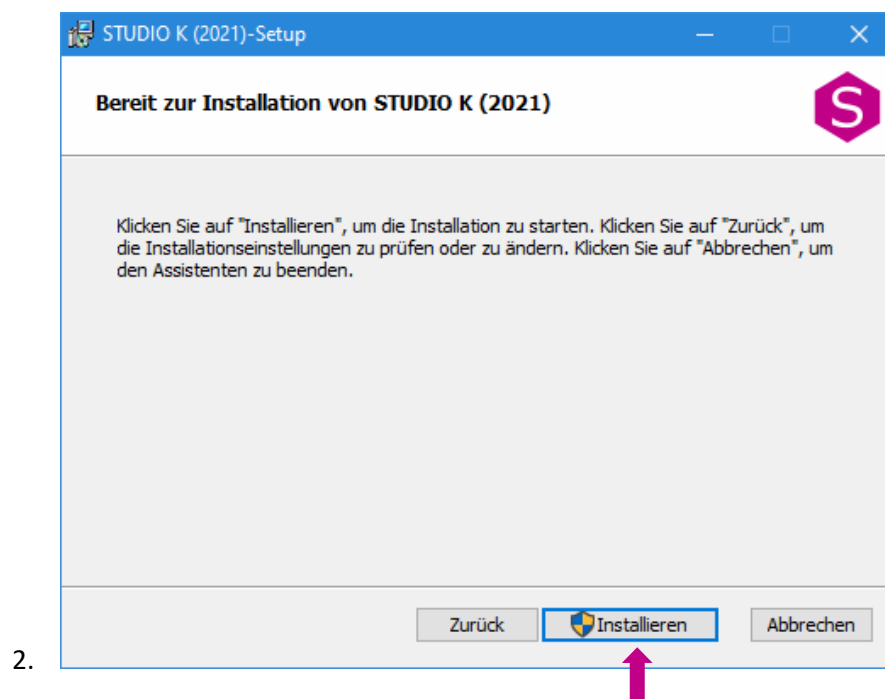 STUDIO K (2021)-Setup
Bereit zur Installation von STUDIO K (2021)
S
Klicken Sie auf "Installieren", um die Installation zu starten. Klicken Sie auf "Zurück", um
die Installationseinstellungen zu prüfen oder zu ändern. Klicken Sie auf "Abbrechen", um
den Assistenten zu beenden.
Zurück Installieren Abbrechen
2.